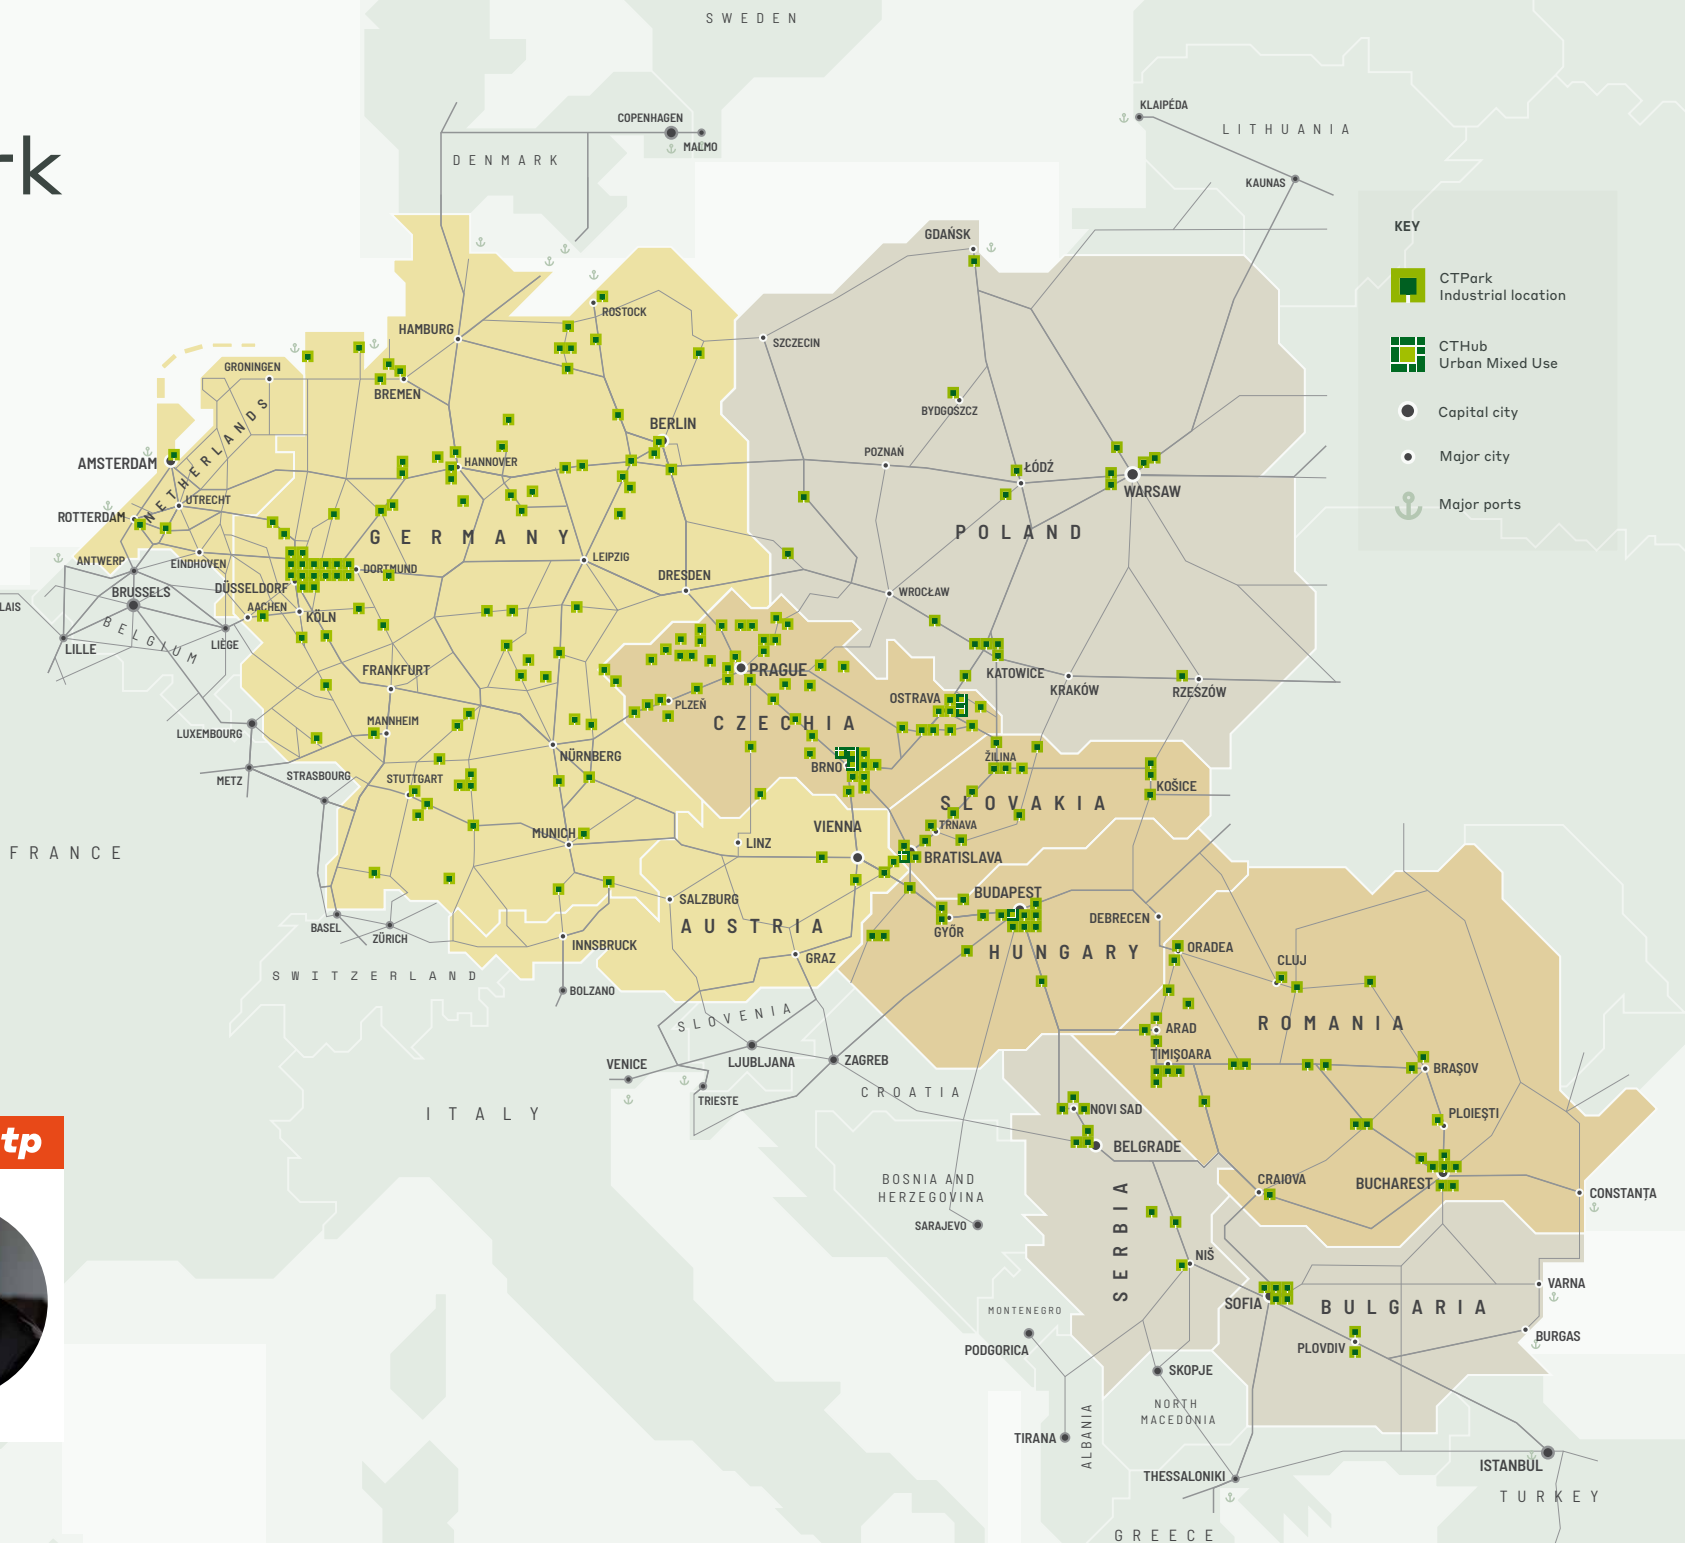 SWEDEN
KLAIPĖDA
COPENHAGEN
LITHUANIA
MALMO
DENMARK
rk
KAUNAS
KEY
GDAŃSK
CTPark
Industrial location
ROSTOCK
HAMBURG
SZCZECIN
CTHub
Urban Mixed Use
GRONINGEN
BREMEN
BYDGOSZCZ
Capital city
BERLIN
NETHERLANDS
POZNAŃ
Major city
AMSTERDAM
HANNOVER
ŁÓDŹ
WARSAW
UTRECHT
Major ports
ROTTERDAM
GERMANY
POLAND
ANTWERP
EINDHOVEN
LEIPZIG
DORTMUND
DRESDEN
BRUSSELS
DÜSSELDORF
WROCŁAW
LAIS
AACHEN
KÖLN
BELGIUM
LILLE
LIÈGE
FRANKFURT
PRAGUE
KATOWICE
KRAKÓW
RZESZÓW
OSTRAVA
PLZEŇ
LUXEMBOURG
MANNHEIM
CZECHIA
NÜRNBERG
ŽILINA
METZ
STRASBOURG
STUTTGART
BRNO
KOŠICE
SLOVAKIA
VIENNA
TRNAVA
MUNICH
LINZ
FRANCE
BRATISLAVA
BUDAPEST
SALZBURG
DEBRECEN
BASEL
ZÜRICH
AUSTRIA
GYÖR
INNSBRUCK
HUNGARY
ORADEA
GRAZ
CLUJ
SWITZERLAND
BOLZANO
SLOVENIA
ROMANIA
ARAD
TIMIŞOARA
VENICE
LJUBLJANA
ZAGREB
BRAŞOV
CROATIA
TRIESTE
NOVI SAD
ITALY
PLOIEŞTI
tp
BELGRADE
BOSNIA AND
HERZEGOVINA
CRAIOVA
BUCHAREST
CONSTANȚA
SERBIA
SARAJEVO
NIŠ
VARNA
MONTENEGRO
SOFIA
BULGARIA
BURGAS
PODGORICA
PLOVDIV
SKOPJE
NORTH
MACEDONIA
ALBANIA
TIRANA
ISTANBUL
THESSALONIKI
TURKEY
GREECE